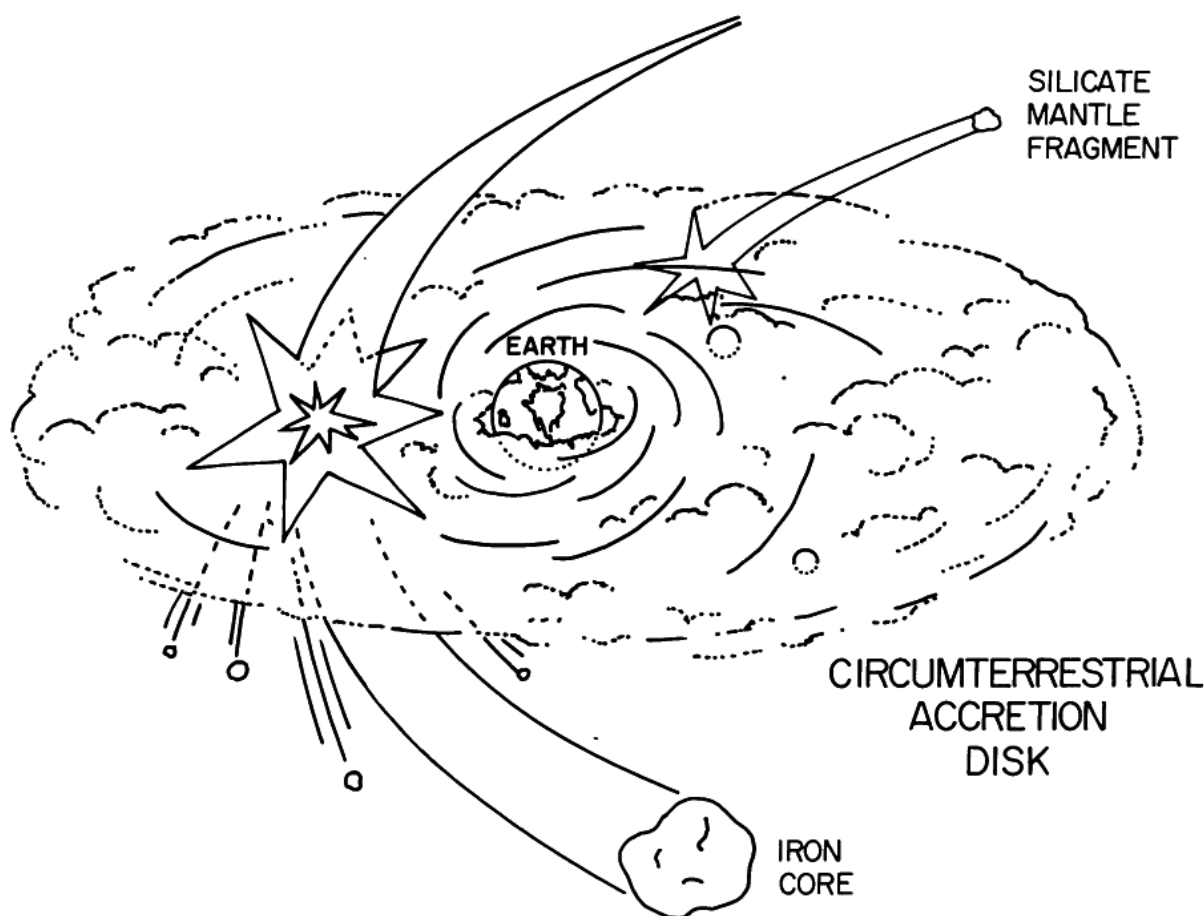 SILICATE
MANTLE
FRAGMENT
EARTH
CIRCUMTERRESTRIAL
ACCRETION
DISK
IRON
CORE